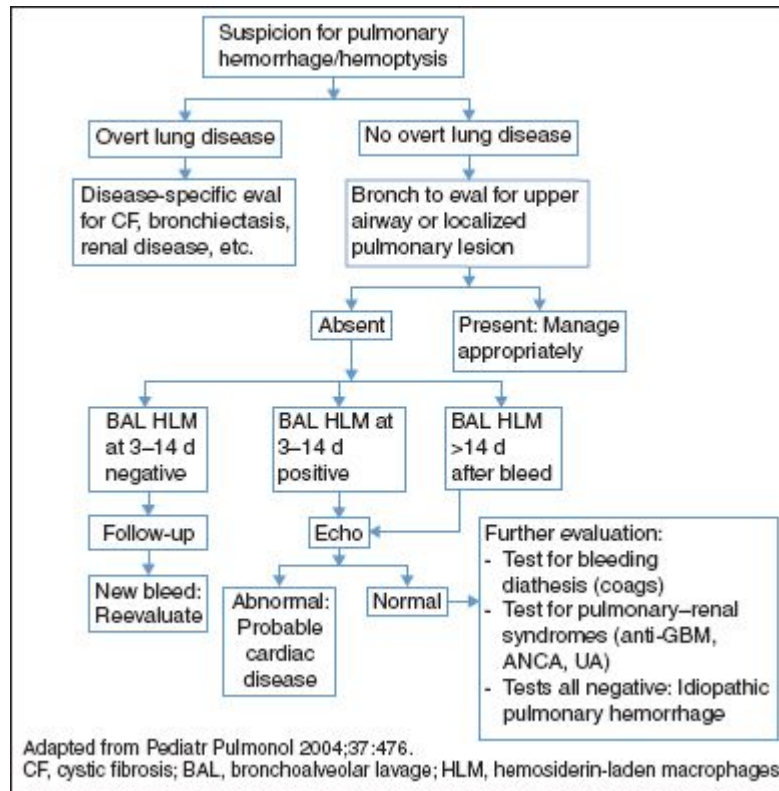 Suspicion for pulmonary
hemorrhage/hemoptysis
Overt lung disease
No overt lung disease
Disease-specific eval
for CF, bronchiectasis,
renal disease, etc.
Bronch to eval for upper
airway or localized
pulmonary lesion
Absent
Present: Manage
appropriately
BAL HLM
at 3–14 d
negative
BAL HLM at
3–14 d
positive
BAL HLM
>14 d
after bleed
Follow-up
Echo
New bleed:
Reevaluate
Abnormal:
Probable
cardiac
disease
Normal
Further evaluation:
- Test for bleeding
diathesis (coags)
- Test for pulmonary–renal
syndromes (anti-GBM,
ANCA, UA)
- Tests all negative: Idiopathic
pulmonary hemorrhage
Adapted from Pediatr Pulmonol 2004;37:476.
CF, cystic fibrosis; BAL, bronchoalveolar lavage; HLM, hemosiderin-laden macrophages